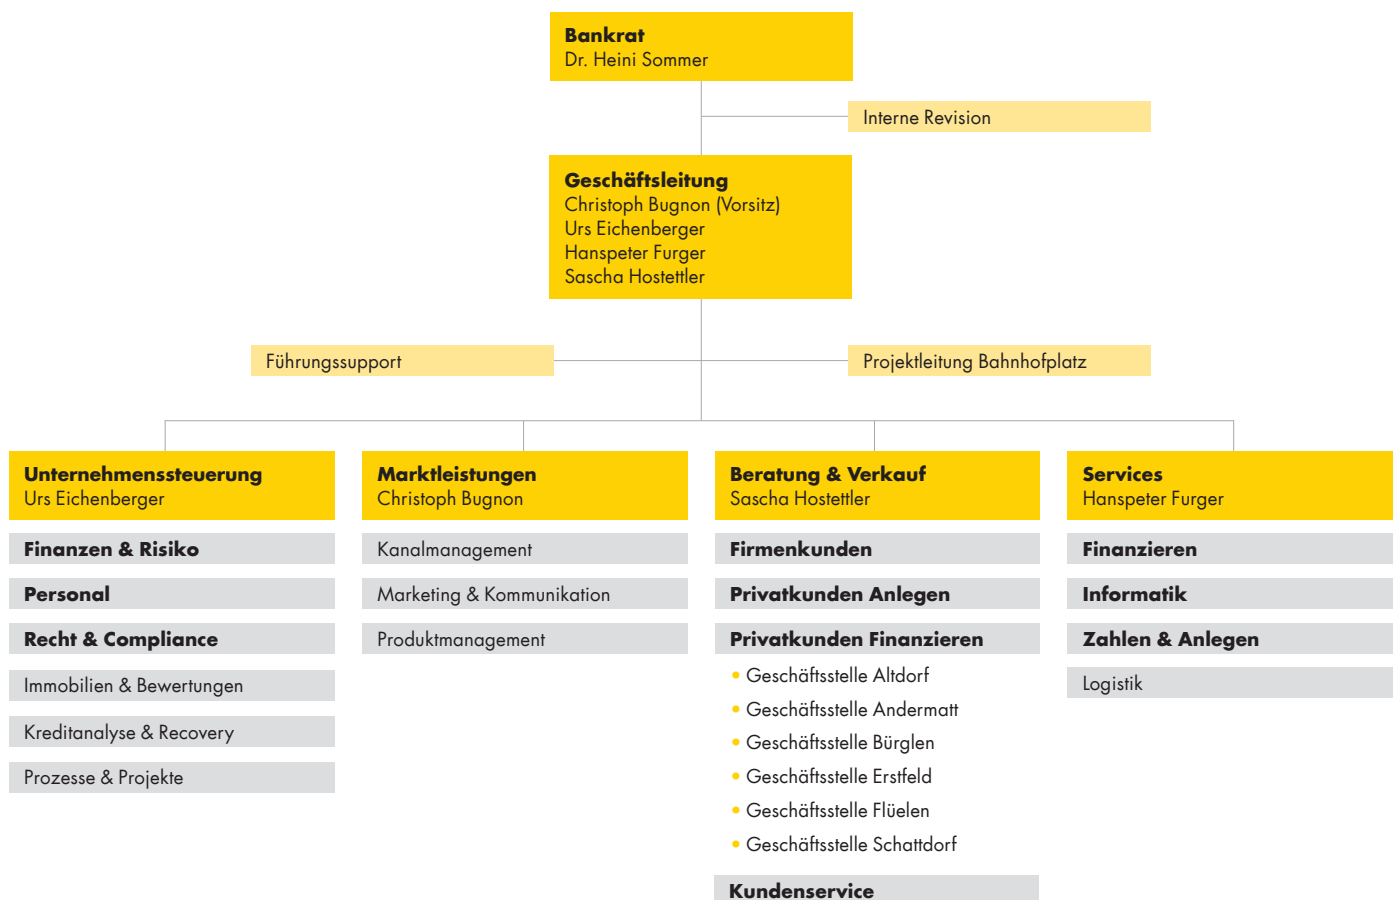 Bankrat
Dr. Heini Sommer
Interne Revision
Geschäftsleitung
Christoph Bugnon (Vorsitz)
Urs Eichenberger
Hanspeter Furger
Sascha Hostettler
Führungssupport
Projektleitung Bahnhofplatz
Unternehmenssteuerung
Urs Eichenberger
Finanzen & Risiko
Personal
Recht & Compliance
Immobilien & Bewertungen
Kreditanalyse & Recovery
Prozesse & Projekte
Marktleistungen
Christoph Bugnon
Kanalmanagement
Marketing & Kommunikation
Produktmanagement
Beratung & Verkauf
Sascha Hostettler
Firmenkunden
Privatkunden Anlegen
Privatkunden Finanzieren
• Geschäftsstelle Altdorf
• Geschäftsstelle Andermatt
• Geschäftsstelle Bürglen
• Geschäftsstelle Erstfeld
• Geschäftsstelle Flüelen
• Geschäftsstelle Schattdorf
Kundenservice
Services
Hanspeter Furger
Finanzieren
Informatik
Zahlen & Anlegen
Logistik